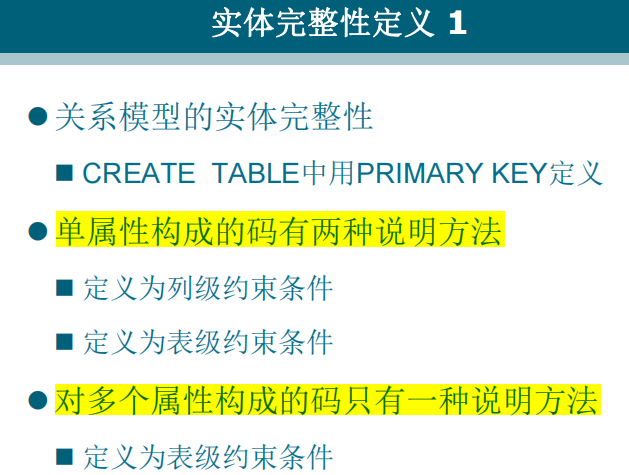 实体完整性定义 1
●关系模型的实体完整性
■ CREATE TABLE中用PRIMARY KEY定义
●单属性构成的码有两种说明方法
■ 定义为列级约束条件
■ 定义为表级约束条件
●对多个属性构成的码只有一种说明方法
■ 定义为表级约束条件